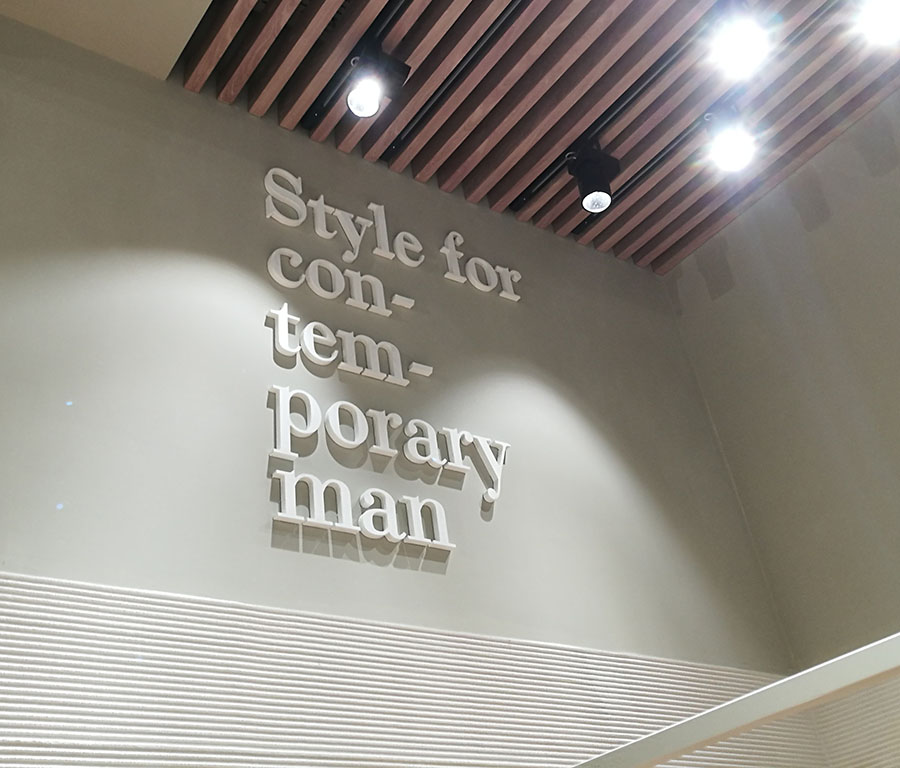 Style for
con-
tem-
porary
man